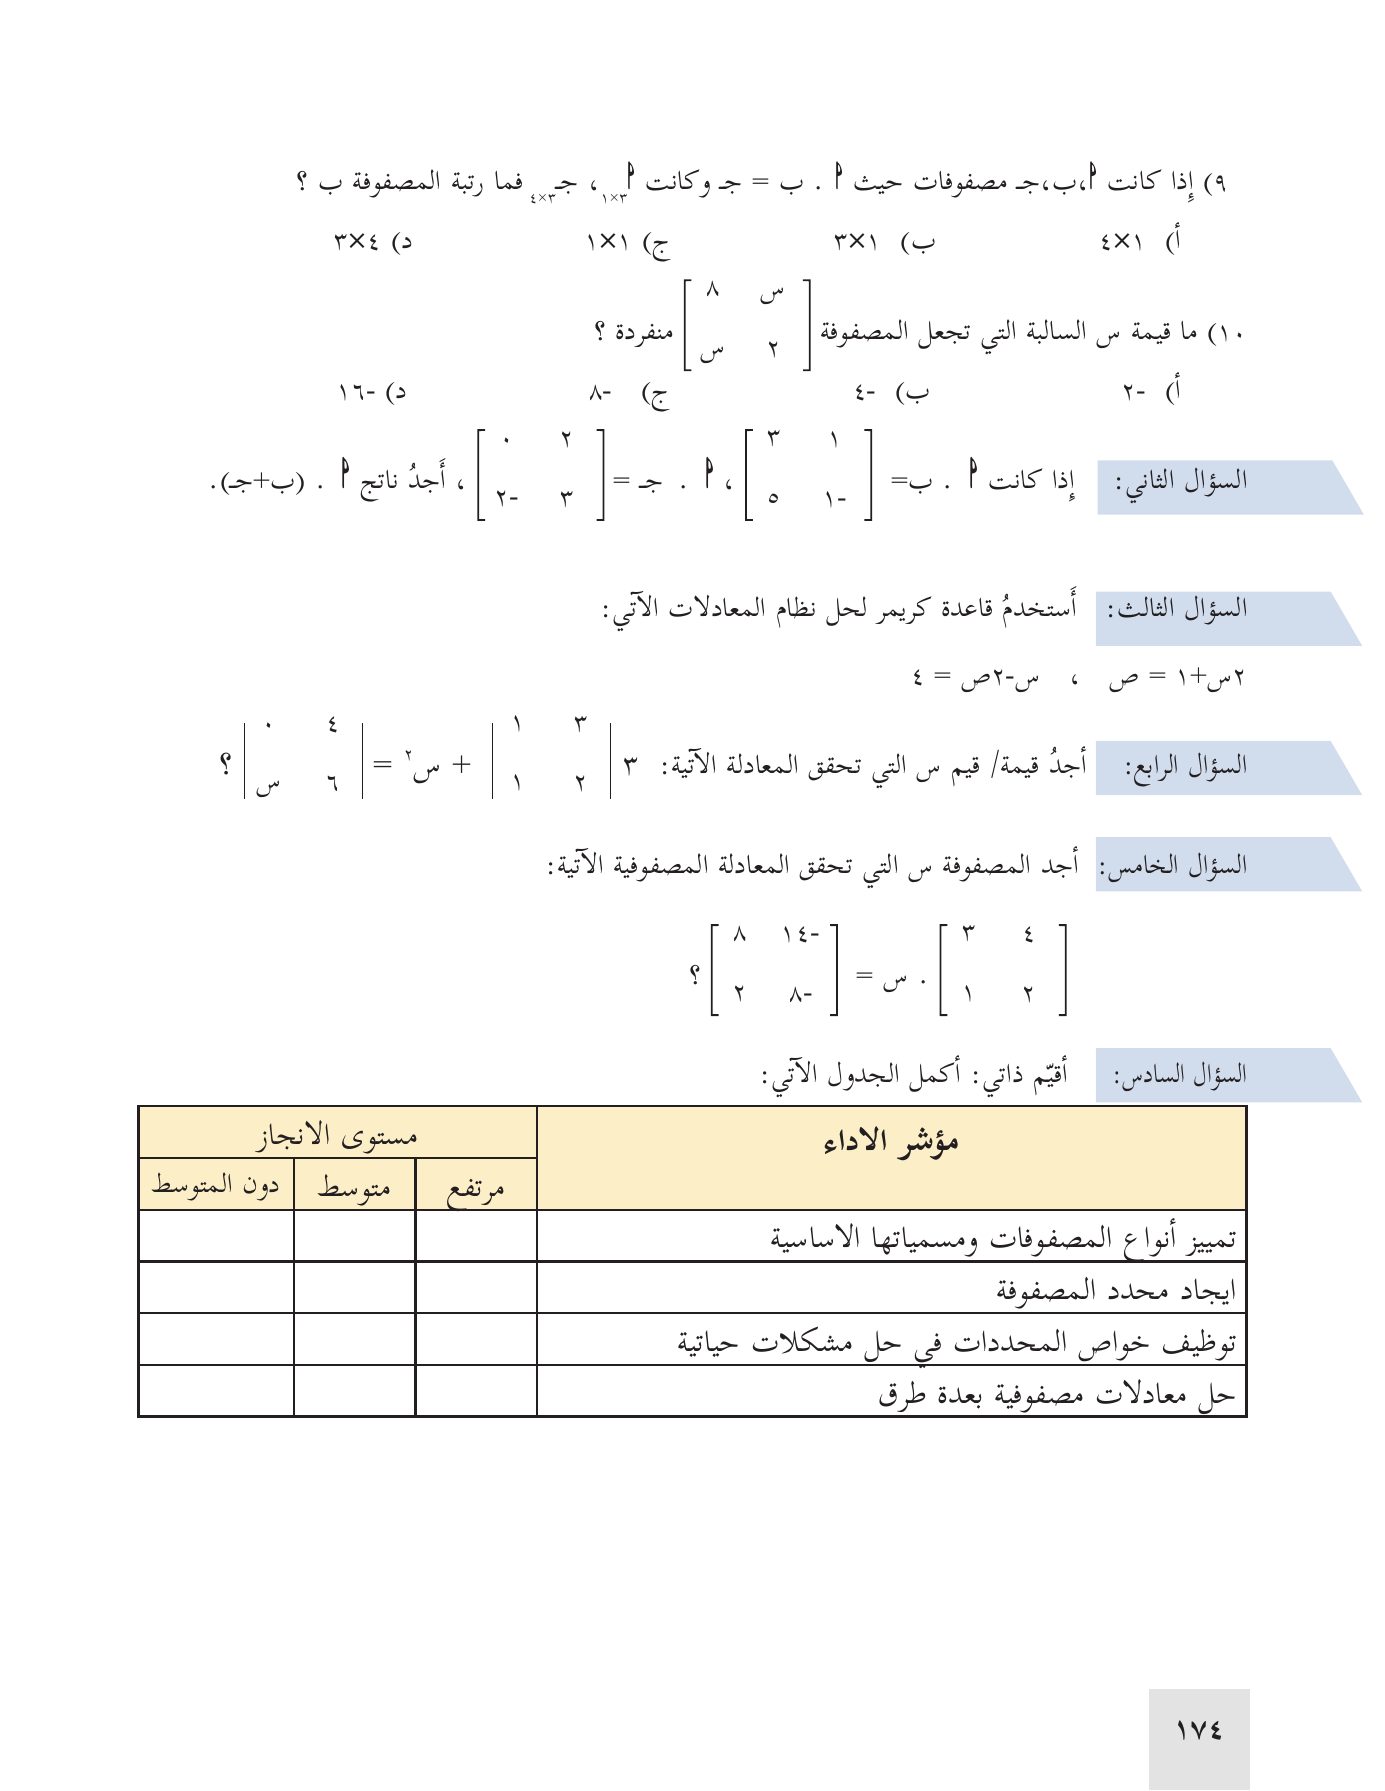 ٩) إذا كانت أ،ب،جـ مصفوفات حيث أ . ب = جـ وكانت أ٣×١ ، جـ٣×٤ فما رتبة المصفوفة ب ؟
أ) ١×٤ ب) ١×٣ ج) ١×١ د) ٤×٣
س ٨
١٠) ما قيمة س السالبة التي تجعل المصفوفة منفردة ؟
٢ س
أ) -٢ ب) -٤ ج) -٨ د) -١٦
١ ٣ ٢ ٠
السؤال الثاني: إذا كانت أ . ب= ، أ . جـ = ، أَجدُ ناتج أ . (ب+جـ).
-١ ٥ ٣ -٢
السؤال الثالث: أَستخدمُ قاعدة كريمر لحل نظام المعادلات الآتي:
٢س+١ = ص ، س-٢ص = ٤
٣ ١ ٤ ٠
السؤال الرابع: أجدُ قيمة/ قيم س التي تحقق المعادلة الآتية: ٣ + س٢ = ؟
٢ ١ ٦ س
السؤال الخامس: أجد المصفوفة س التي تحقق المعادلة المصفوفية الآتية:
٤ ٣ -١٤ ٨
. س = ؟
٢ ١ -٨ ٢
السؤال السادس: أقيّم ذاتي: أكمل الجدول الآتي:
مؤشر الاداء مستوى الانجاز
مرتفع متوسط دون المتوسط
تمييز أنواع المصفوفات ومسمياتها الاساسية
ايجاد محدد المصفوفة
توظيف خواص المحددات في حل مشكلات حياتية
حل معادلات مصفوفية بعدة طرق
١٧٤